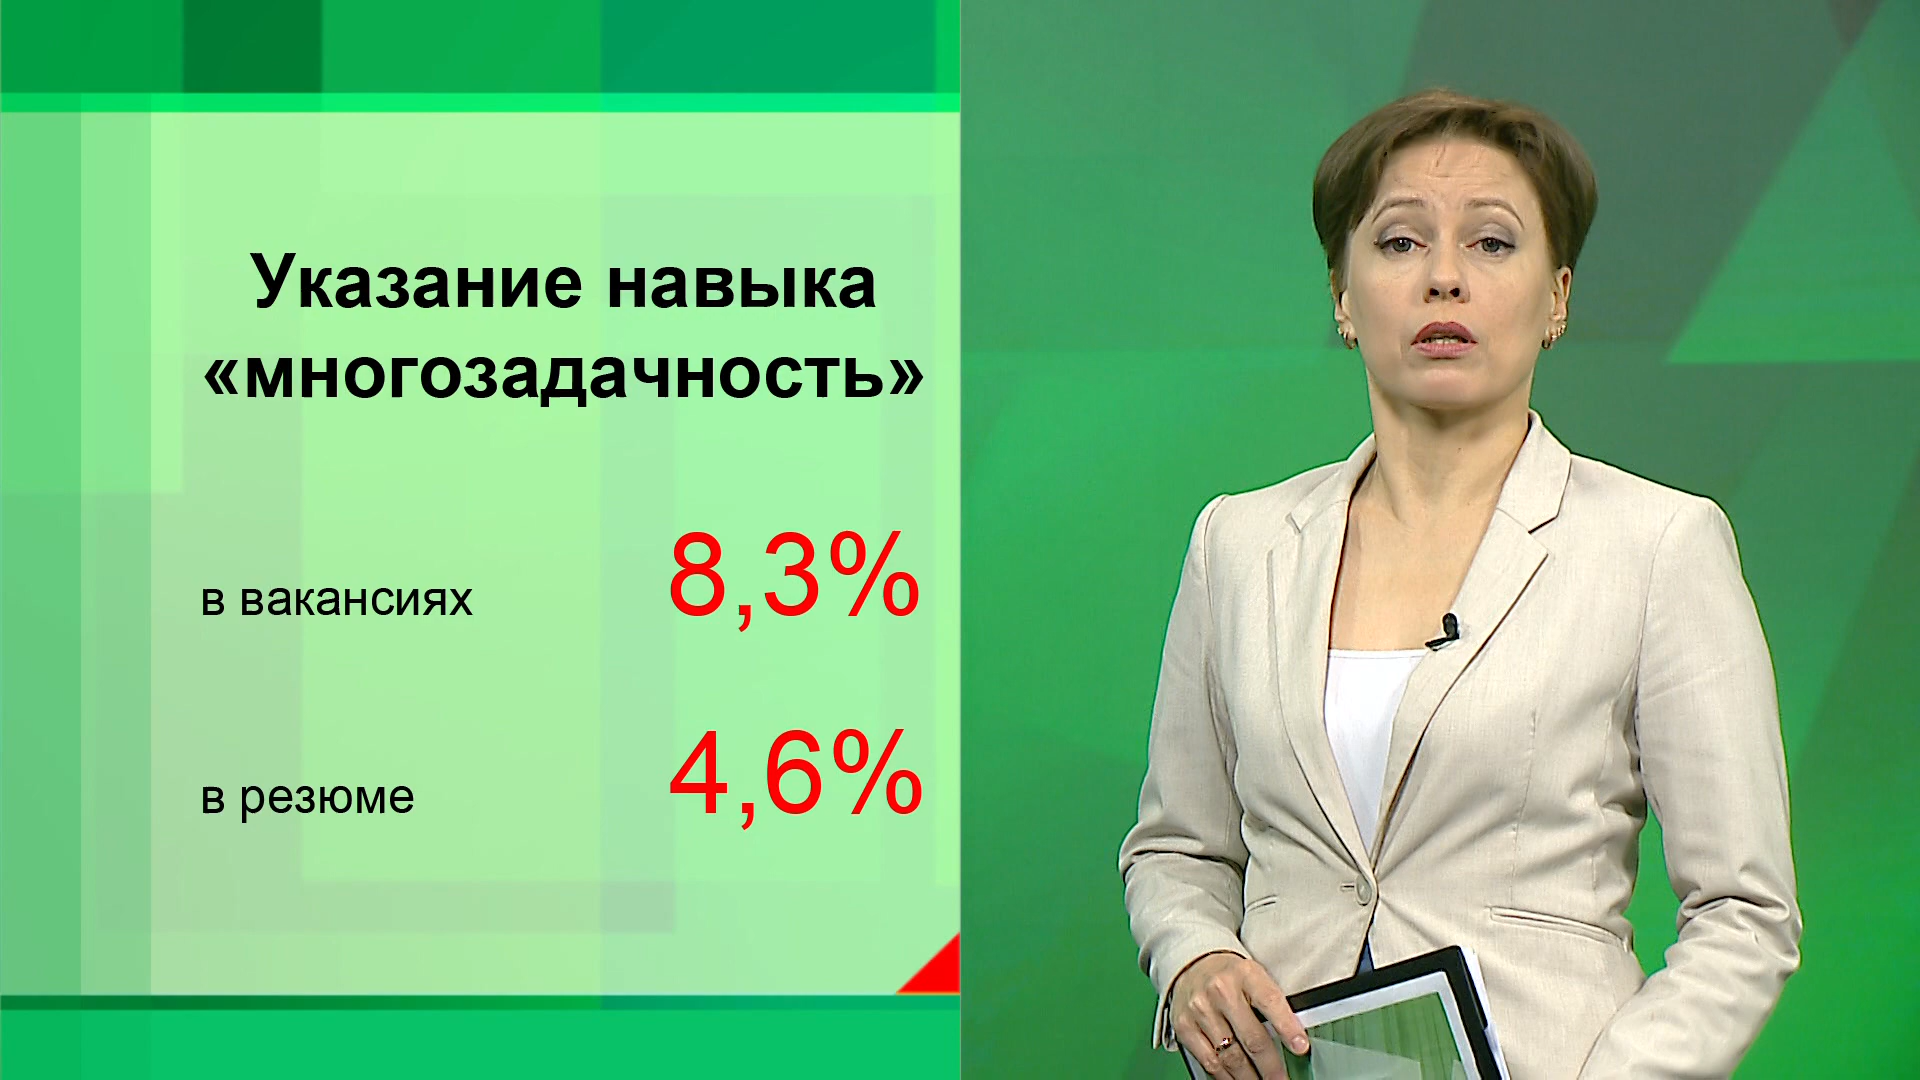 Указание навыка
«многозадачность»
в вакансиях 8,3%
в резюме 4,6%